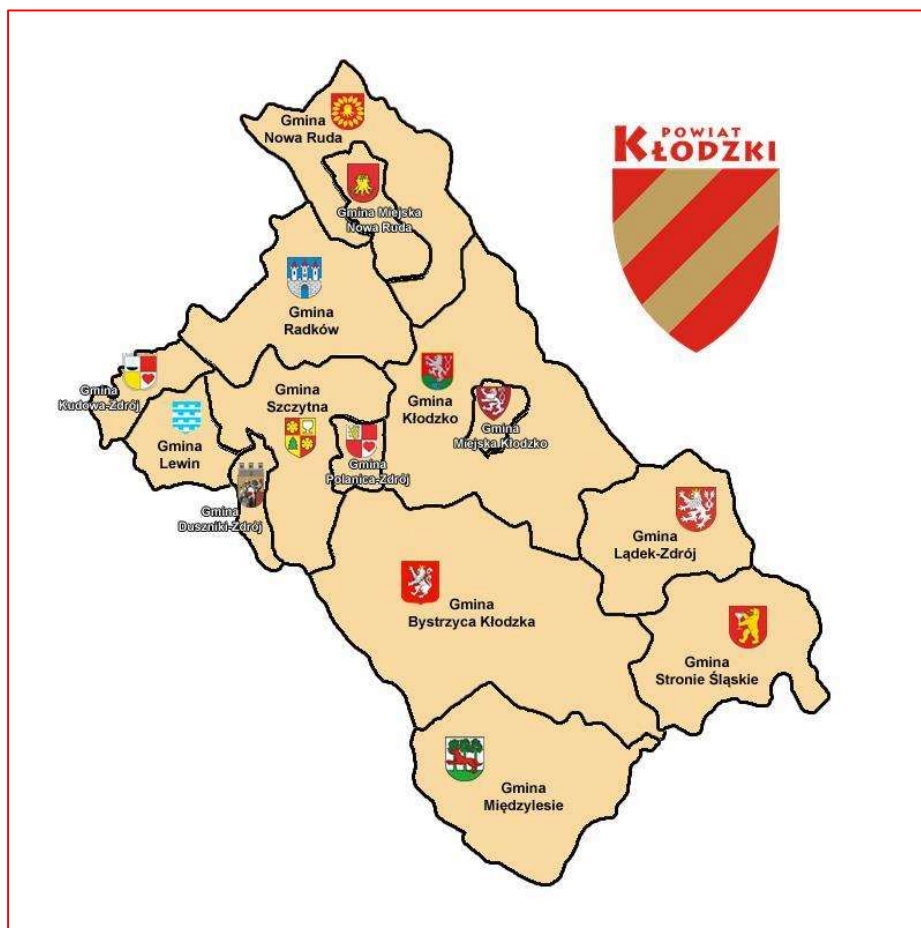 POWIAT
KŁODZKI
Gmina
Nowa Ruda
Gmina Miejska
Nowa Ruda
Gmina
Radków
Gmina
Kudowa-Zdrój
Gmina
Szczytna
Gmina
Kłodzko
Gmina
Miejska Kłodzko
Gmina
Lewin
Gmina
Polanica-Zdrój
Gmina
Duszniki-Zdrój
Gmina
Lądek-Zdrój
Gmina
Bystrzyca Kłodzka
Gmina
Stronie Śląskie
Gmina
Międzylesie